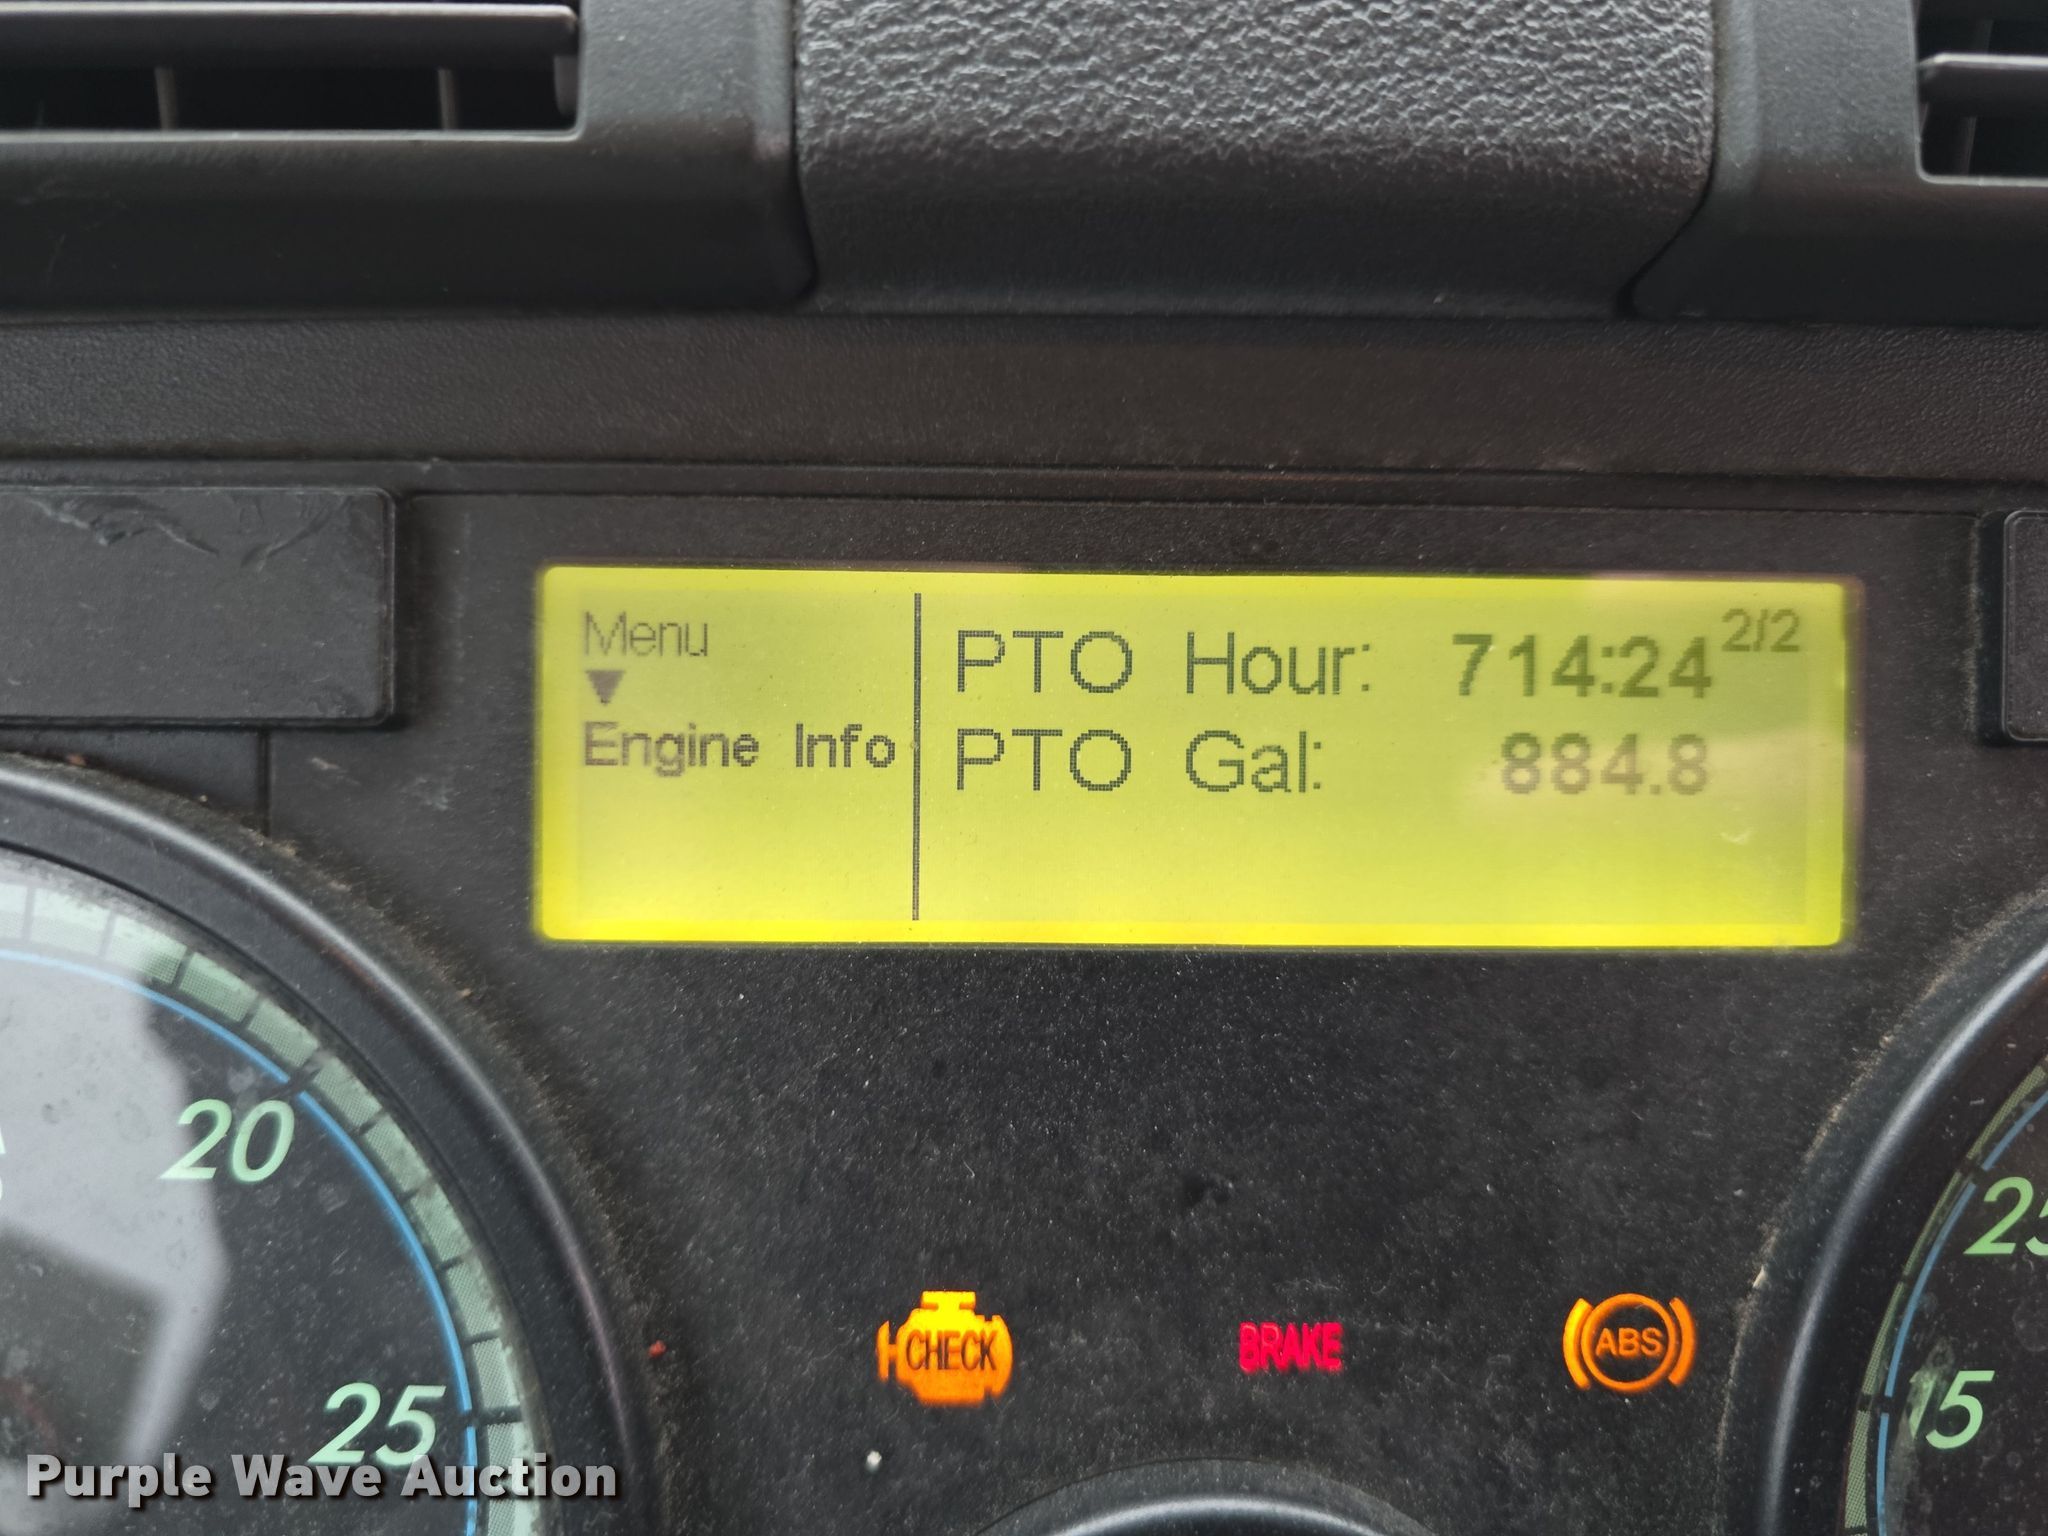 Menu
Engine Info
PTO Hour: 714:24
2/2
PTO Gal: 884.8
20
25
CHECK
BRAKE
ABS
15
Purple Wave Auction